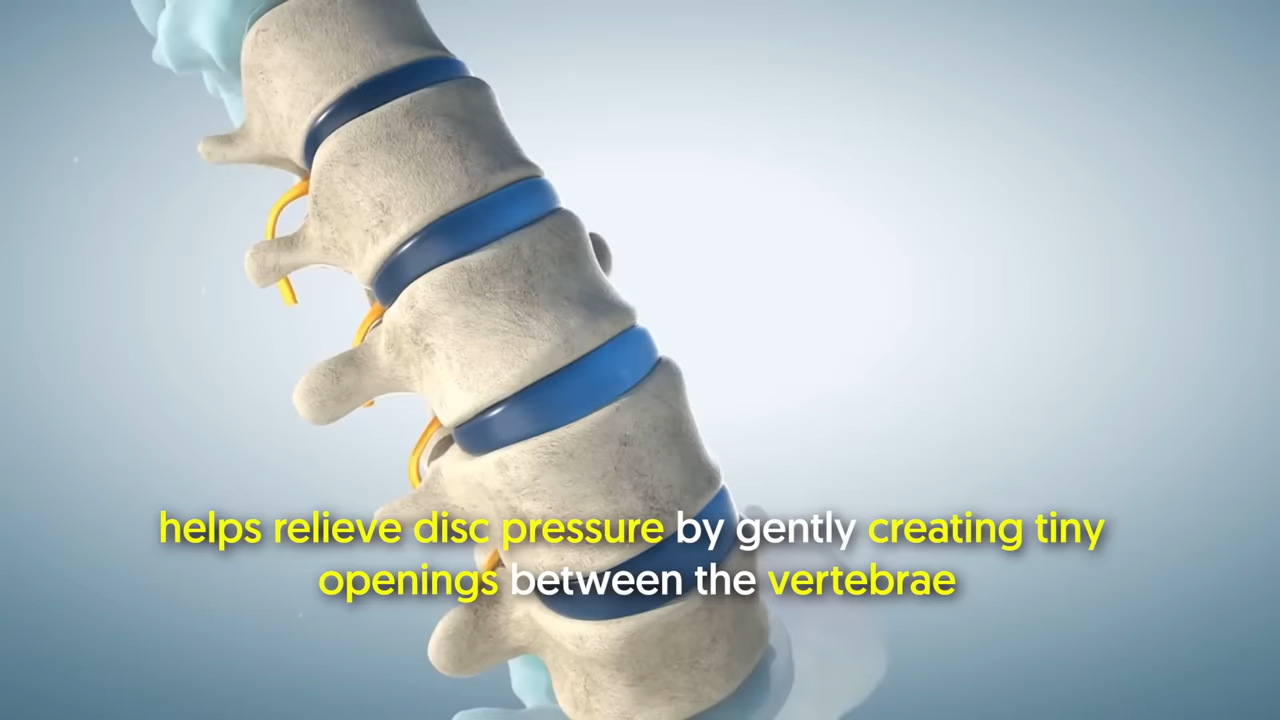 helps relieve disc pressure by gently creating tiny
openings between the vertebrae